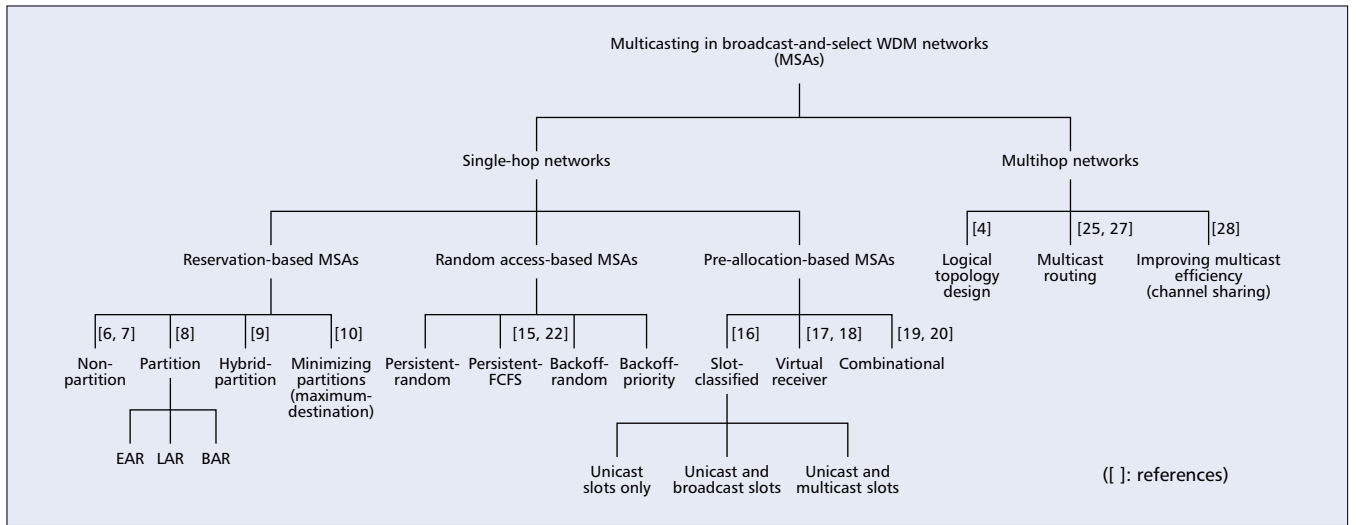 Multicasting in broadcast-and-select WDM networks
(MSAs)
Single-hop networks
Multihop networks
[4]
[25, 27]
[28]
Reservation-based MSAs
Random access-based MSAs
Pre-allocation-based MSAs
Logical
topology
design
Multicast
routing
Improving multicast
efficiency
(channel sharing)
[6, 7]
[8]
[9]
[10]
[15, 22]
[16]
[17, 18]
[19, 20]
Non-
partition
Partition
Hybrid-
partition
Minimizing
partitions
(maximum-
destination)
Persistent-
random
Persistent-
FCFS
Backoff-
random
Backoff-
priority
Slot-
classified
Virtual
receiver
Combinational
EAR
LAR
BAR
Unicast
slots only
Unicast and
broadcast slots
Unicast and
multicast slots
([ ]: references)